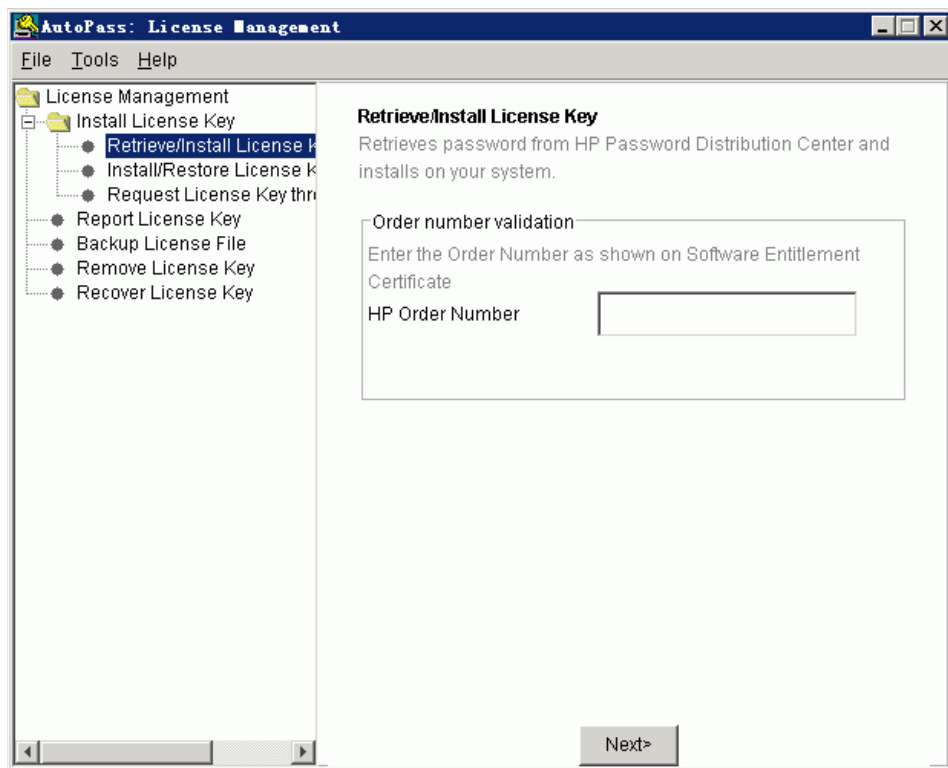 AutoPass: License Management
File Tools Help
License Management
Install License Key
Retrieve/Install License K
Install/Restore License K
Request License Key thr
Report License Key
Backup License File
Remove License Key
Recover License Key
Retrieve/Install License Key
Retrieves password from HP Password Distribution Center and
installs on your system.
Order number validation
Enter the Order Number as shown on Software Entitlement
Certificate
HP Order Number
Next>